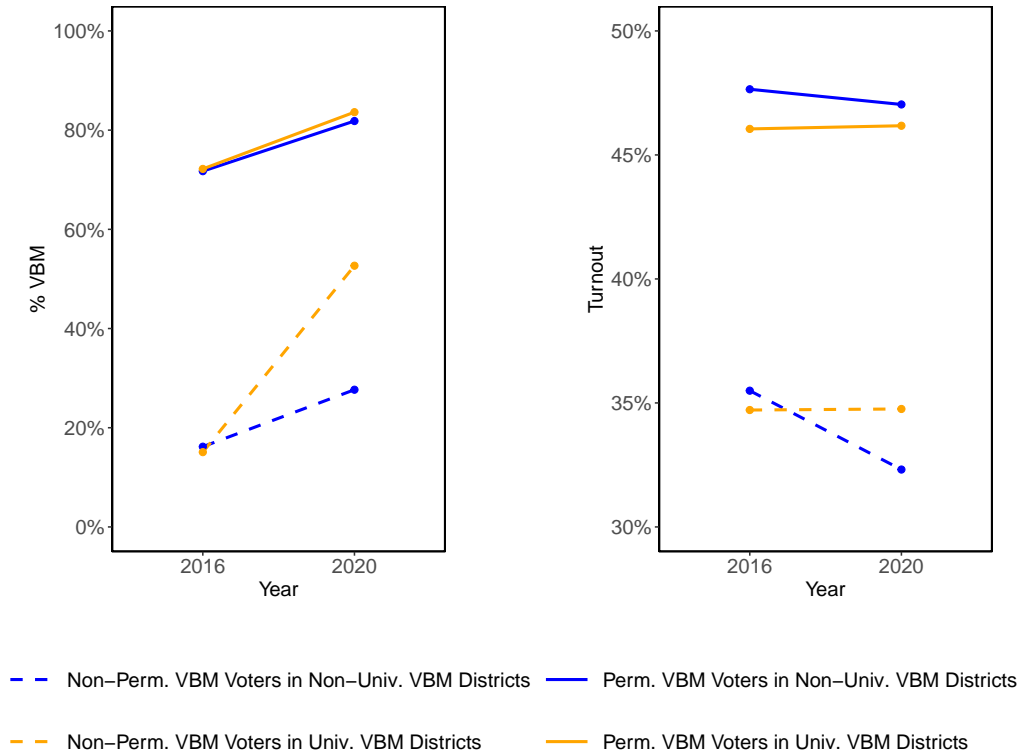 100%
80%
60%
40%
20%
0%
% VBM
2016 2020
Year
50%
45%
40%
35%
30%
Turnout
2016 2020
Year
Non−Perm. VBM Voters in Non−Univ. VBM Districts
Perm. VBM Voters in Non−Univ. VBM Districts
Non−Perm. VBM Voters in Univ. VBM Districts
Perm. VBM Voters in Univ. VBM Districts